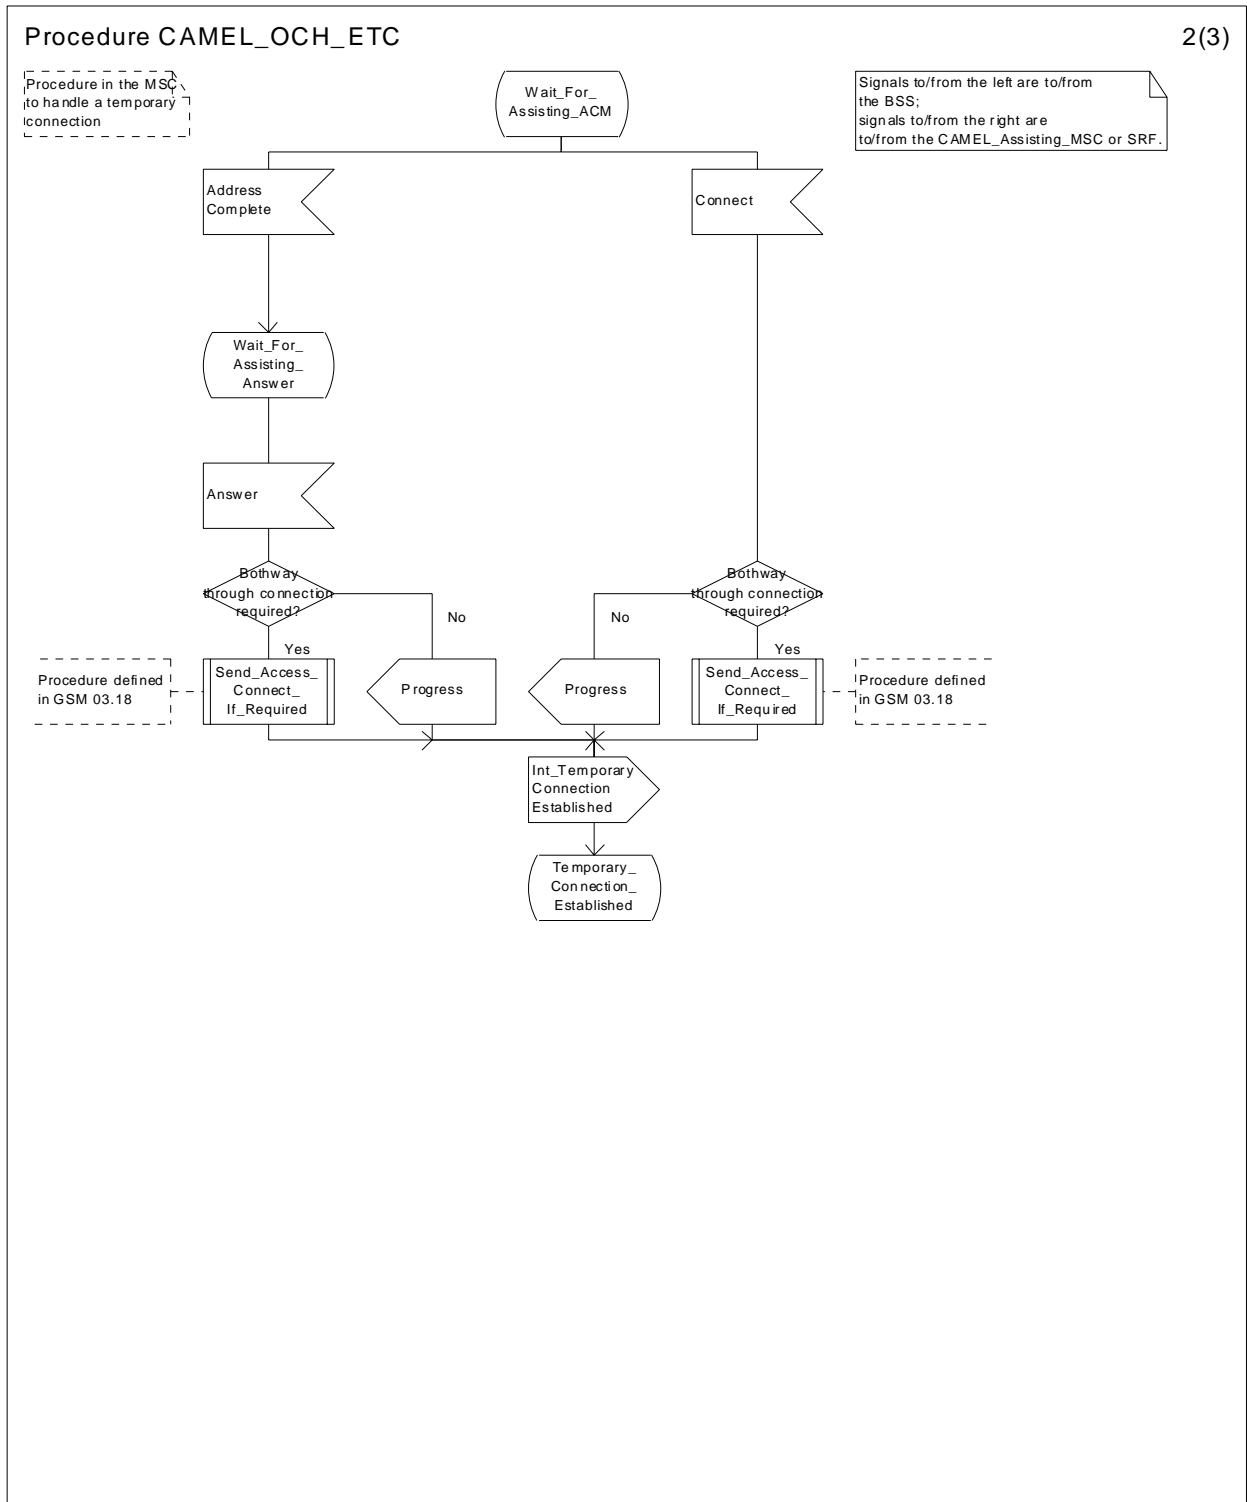 Procedure CAMEL_OCH_ETC
2(3)
Procedure in the MSC
to handle a temporary
connection
Wait_For_
Assisting_ACM
Signals to/from the left are to/from
the BSS;
signals to/from the right are
to/from the CAMEL_Assisting_MSC or SRF.
Address
Complete
Connect
Wait_For_
Assisting_
Answer
Answer
Bothway
through connection
required?
No
Yes
Bothway
through connection
required?
No
Yes
Procedure defined
in GSM 03.18
Send_Access_
Connect_
If_Required
Progress
Progress
Send_Access_
Connect_
If_Required
Procedure defined
in GSM 03.18
Int_Temporary
Connection
Established
Temporary_
Connection_
Established